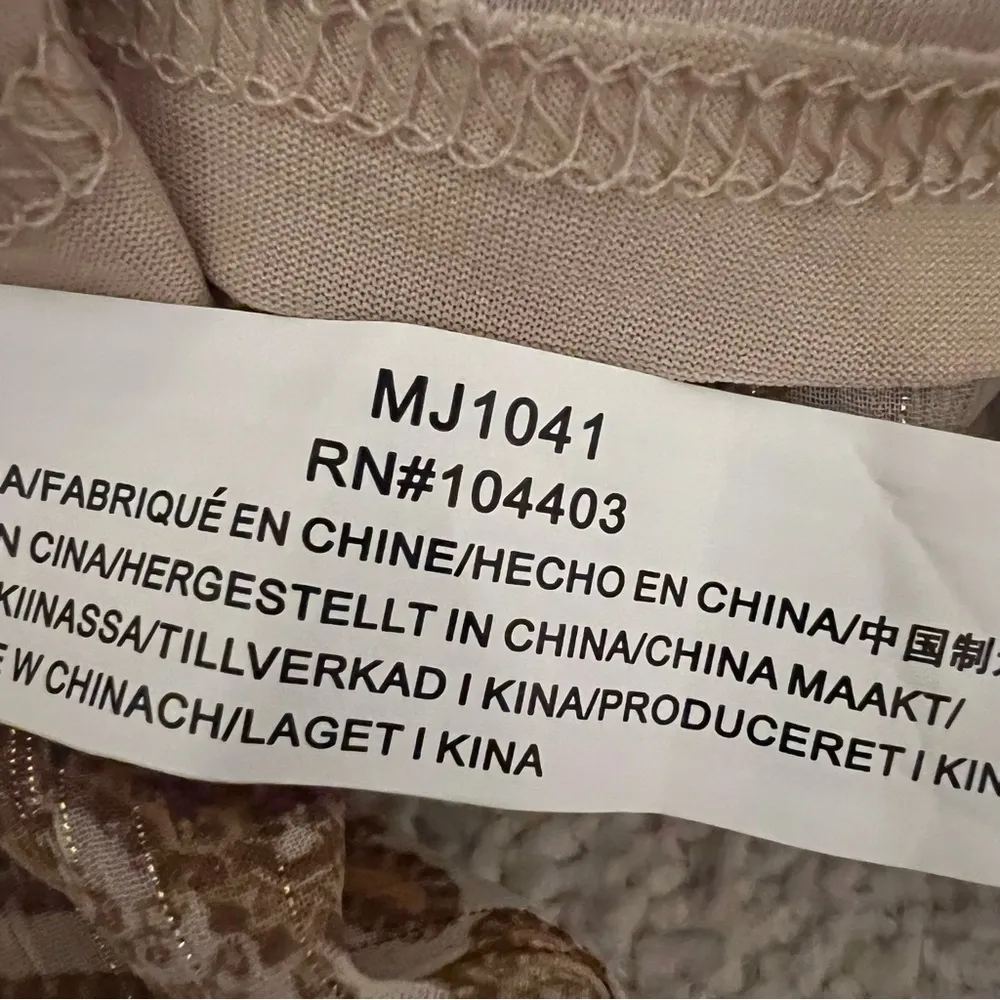 MJ1041
RN#104403
A/FABRIQUÉ EN CHINE/HECHO EN CHINA/中国制
N CINA/HERGESTELLT IN CHINA/CHINA MAAKT/
KIINASSA/TILLVERKAD I KINA/PRODUCERET I KIN
E W CHINACH/LAGET I KINA